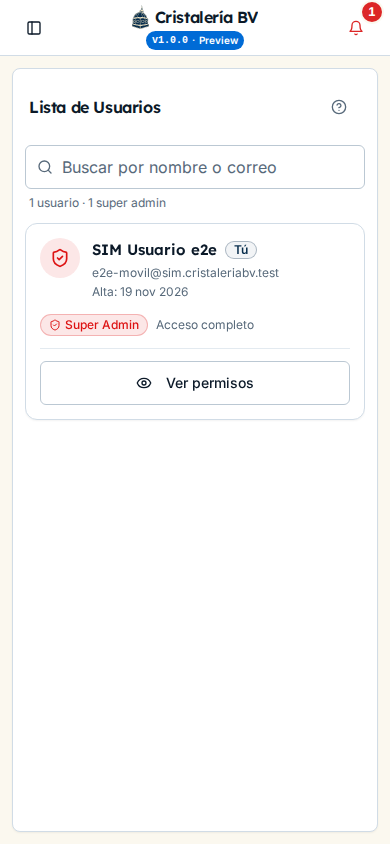 Cristalería BV
1
v1.0.0 · Preview
Lista de Usuarios
Buscar por nombre o correo
1 usuario · 1 super admin
SIM Usuario e2e Tú
e2e-movil@sim.cristaleriabv.test
Alta: 19 nov 2026
Super Admin Acceso completo
Ver permisos